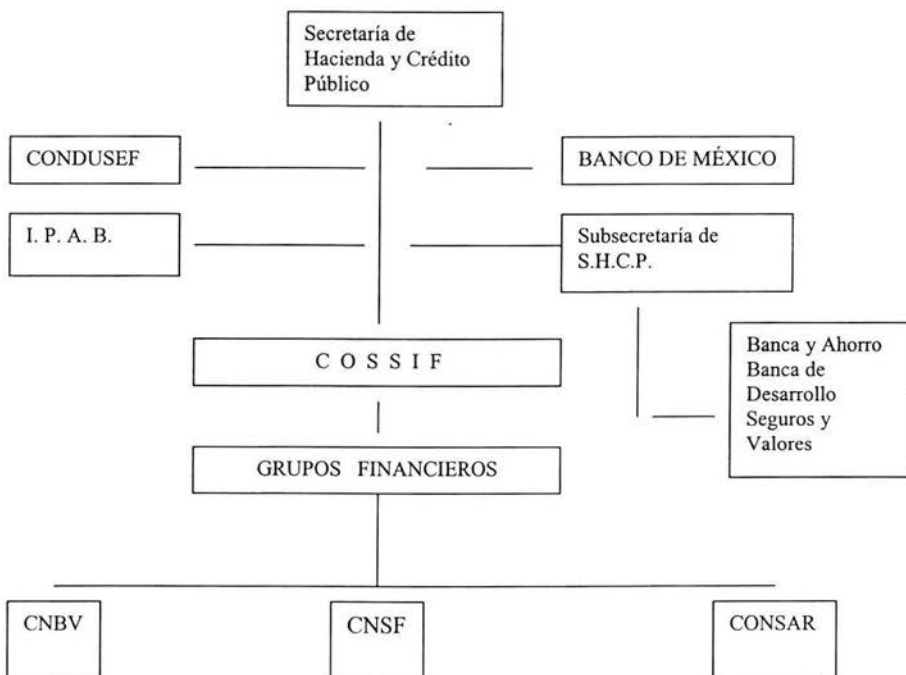 Secretaría de
Hacienda y Crédito
Público
CONDUSEF
BANCO DE MÉXICO
I. P. A. B.
Subsecretaría de
S.H.C.P.
C O S S I F
Banca y Ahorro
Banca de
Desarrollo
Seguros y
Valores
GRUPOS FINANCIEROS
CNBV
CNSF
CONSAR